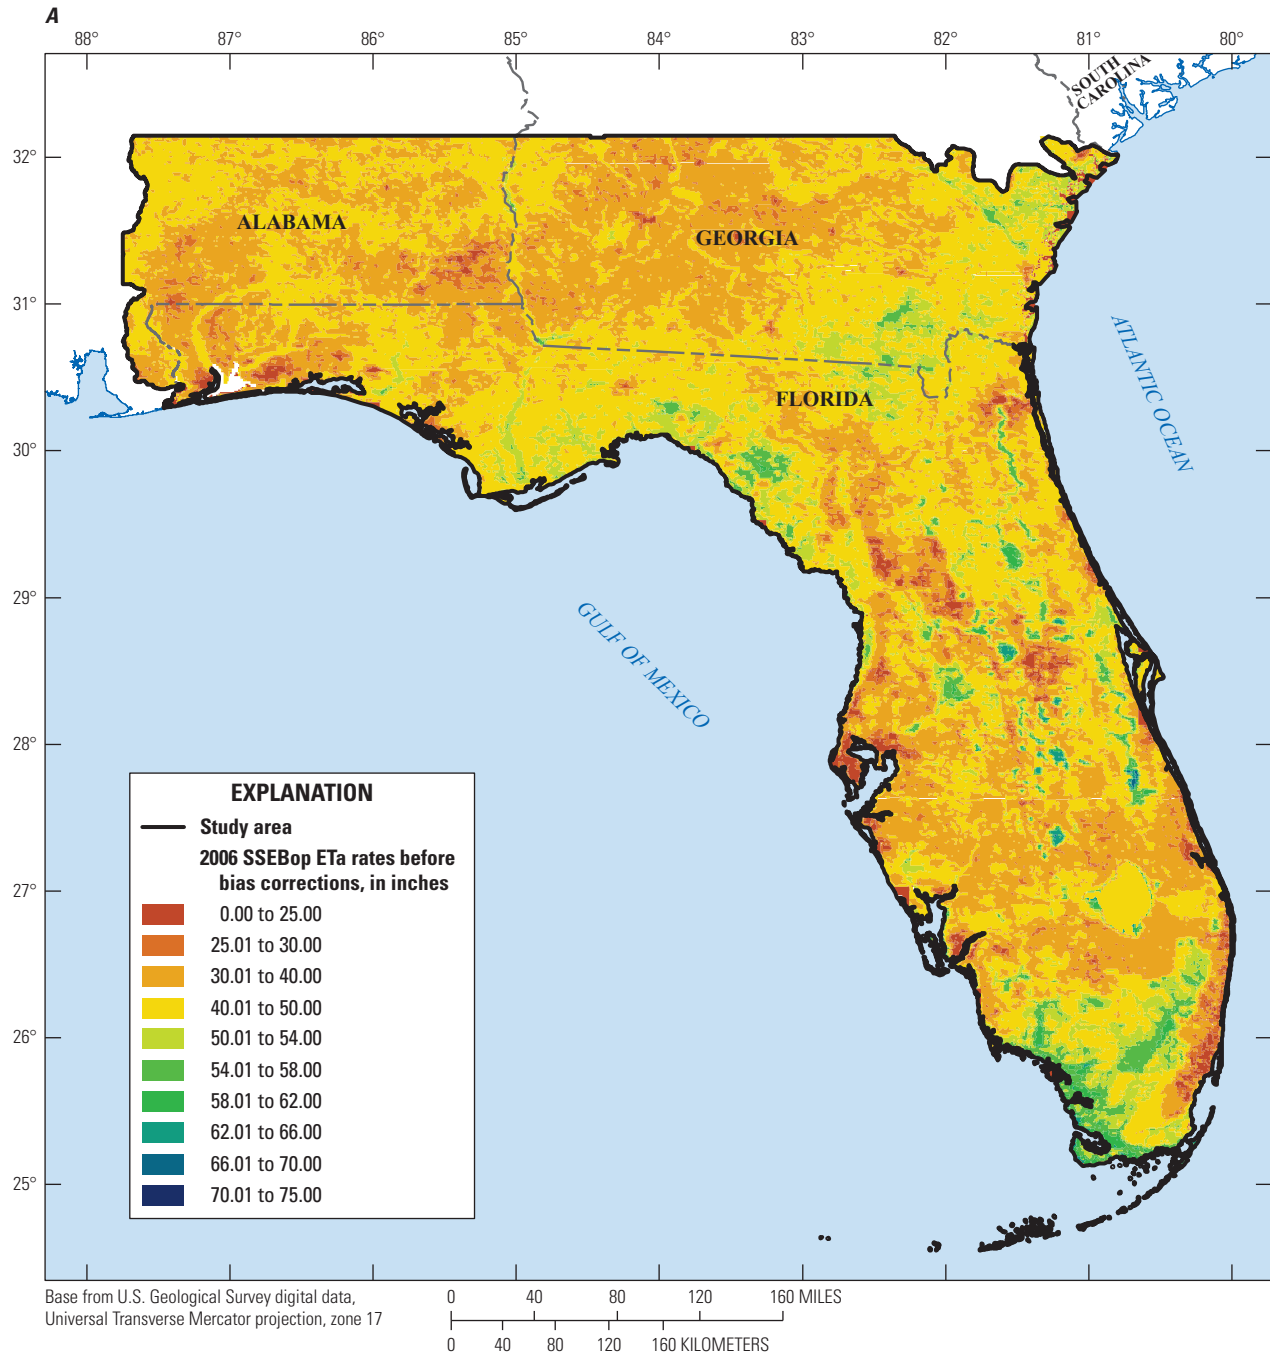 A
88° 87° 86° 85° 84° 83° 82° 81° 80°
SOUTH
CAROLINA
32°
ALABAMA
GEORGIA
31°
ATLANTIC OCEAN
FLORIDA
30°
29°
GULF OF MEXICO
28°
EXPLANATION
Study area
2006 SSEBop ETa rates before
bias corrections, in inches
0.00 to 25.00
25.01 to 30.00
30.01 to 40.00
40.01 to 50.00
50.01 to 54.00
54.01 to 58.00
58.01 to 62.00
62.01 to 66.00
66.01 to 70.00
70.01 to 75.00
27°
26°
25°
Base from U.S. Geological Survey digital data,
Universal Transverse Mercator projection, zone 17
0 40 80 120 160 MILES
0 40 80 120 160 KILOMETERS